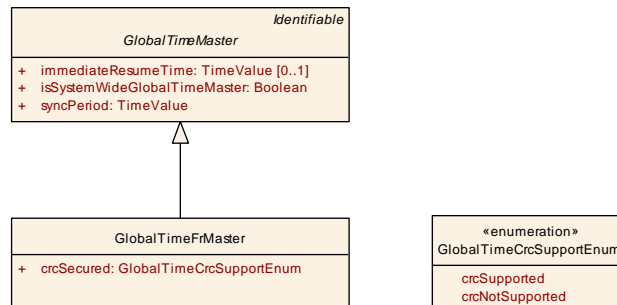 Identifiable
GlobalTimeMaster
+ immediateResumeTime: TimeValue [0..1]
+ isSystemWideGlobalTimeMaster: Boolean
+ syncPeriod: TimeValue
GlobalTimeFrMaster
+ crcSecured: GlobalTimeCrcSupportEnum
«enumeration»
GlobalTimeCrcSupportEnum
crcSupported
crcNotSupported